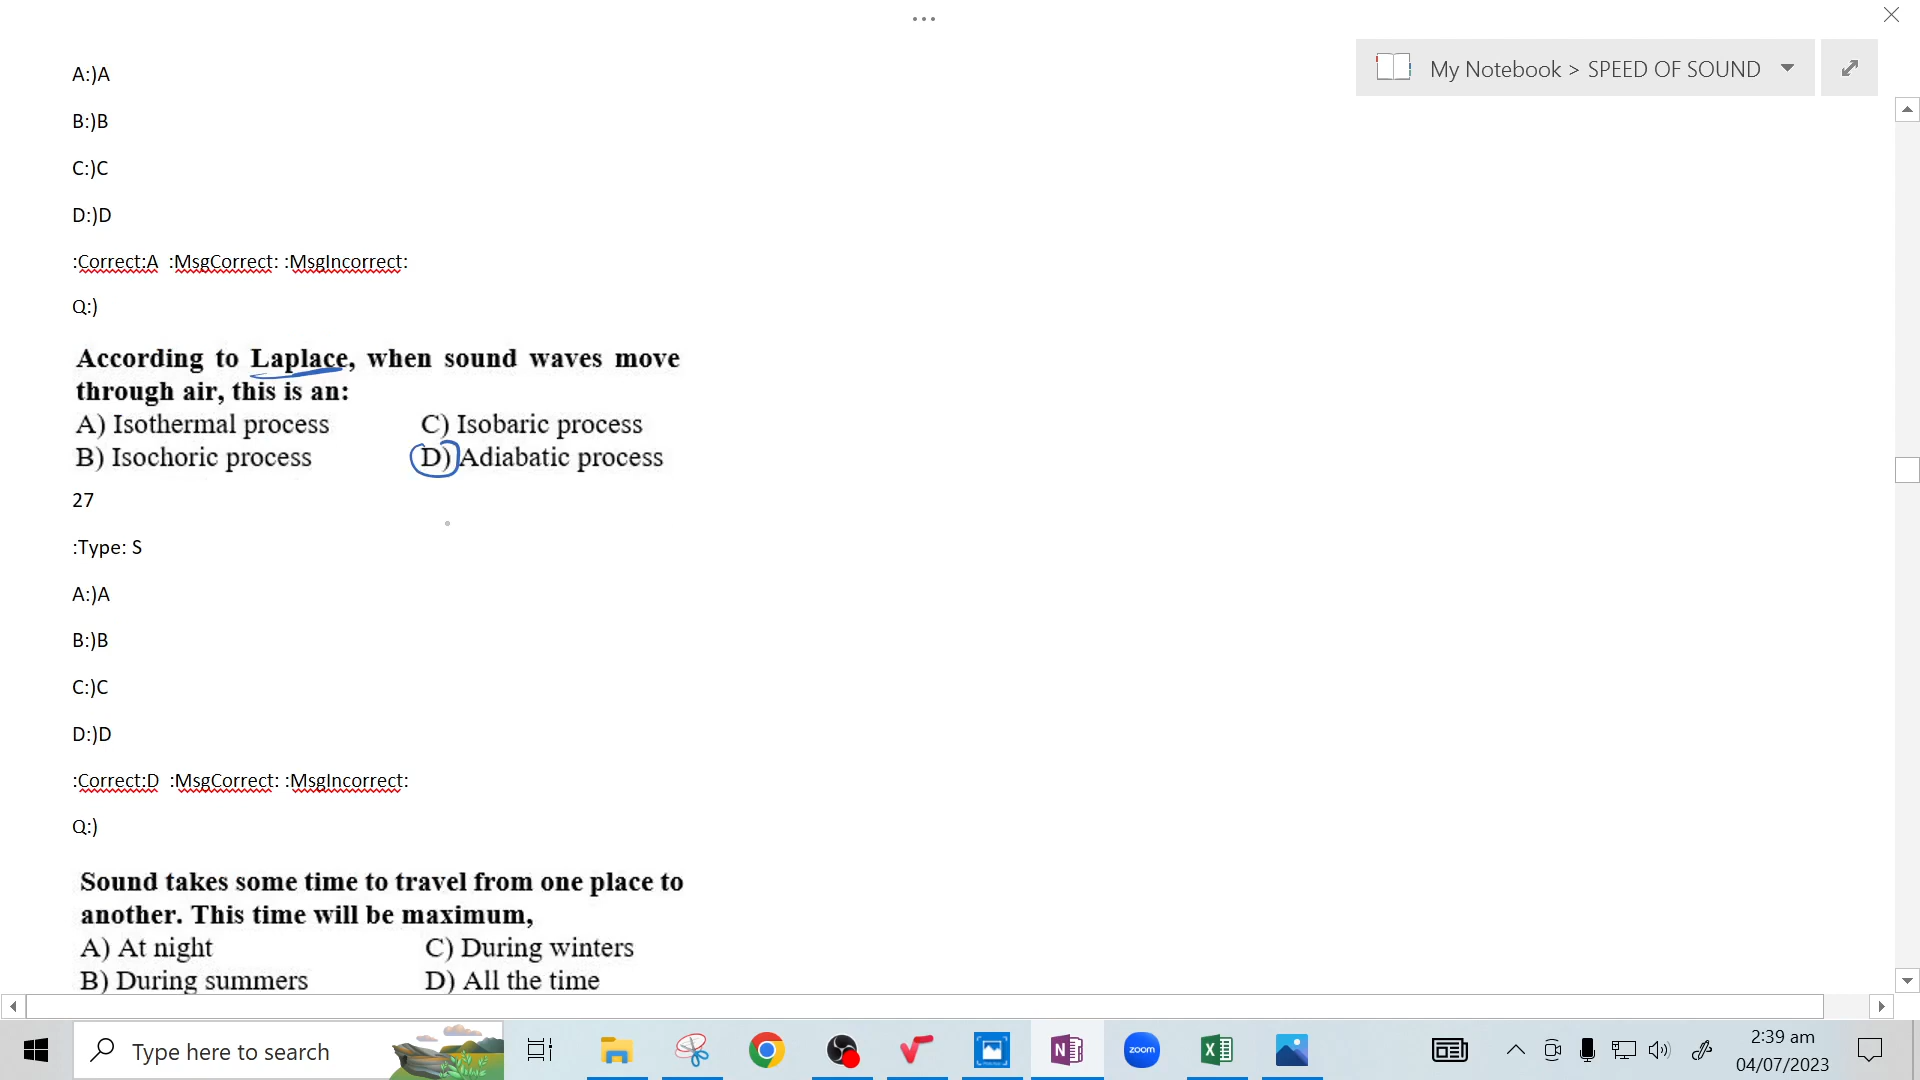 My Notebook > SPEED OF SOUND
A:)A
B:)B
C:)C
D:)D
:Correct:A :MsgCorrect: :MsgIncorrect:
Q:)
According to Laplace, when sound waves move
through air, this is an:
A) Isothermal process C) Isobaric process
B) Isochoric process D) Adiabatic process
27
:Type: S
A:)A
B:)B
C:)C
D:)D
:Correct:D :MsgCorrect: :MsgIncorrect:
Q:)
Sound takes some time to travel from one place to
another. This time will be maximum,
A) At night C) During winters
B) During summers D) All the time
Type here to search
zoom
2:39 am
04/07/2023